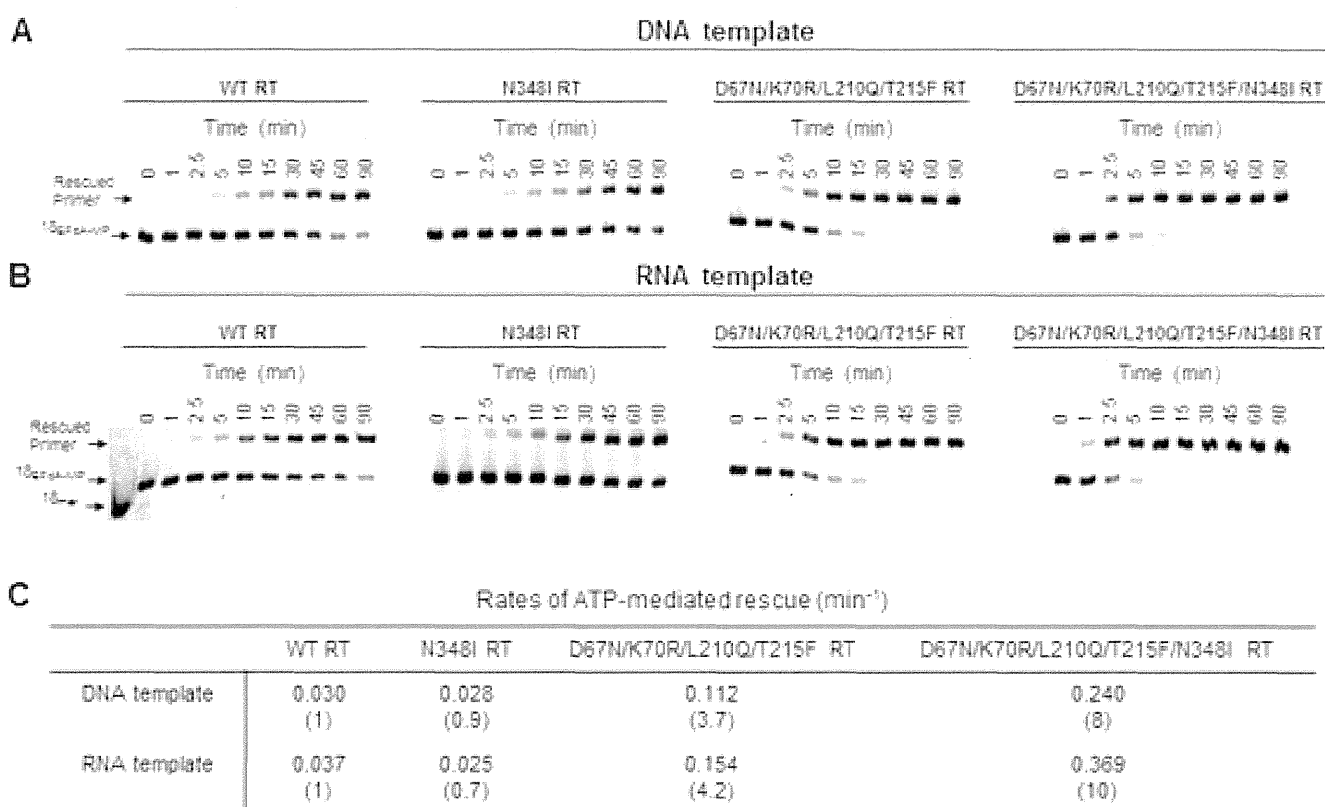 A
DNA template
WT RT
N348I RT
D67N/K70R/L210Q/T215F RT
D67N/K70R/L210Q/T215F/N348I RT
Time (min)
Time (min)
Time (min)
Time (min)
0 1 2.5 5 10 15 30 45 60 90
0 1 2.5 5 10 15 30 45 60 90
0 1 2.5 5 10 15 30 45 60 90
0 1 2.5 5 10 15 30 45 60 90
Rescued
Primer
B
RNA template
WT RT
N348I RT
D67N/K70R/L210Q/T215F RT
D67N/K70R/L210Q/T215F/N348I RT
Time (min)
Time (min)
Time (min)
Time (min)
0 1 2.5 5 10 15 30 45 60 90
0 1 2.5 5 10 15 30 45 60 90
0 1 2.5 5 10 15 30 45 60 90
0 1 2.5 5 10 15 30 45 60 90
Rescued
Primer
C
Rates of ATP-mediated rescue (min⁻¹)
WT RT N348I RT D67N/K70R/L210Q/T215F RT D67N/K70R/L210Q/T215F/N348I RT
DNA template 0.030 0.028 0.112 0.240
(1) (0.9) (3.7) (8)
RNA template 0.037 0.025 0.154 0.369
(1) (0.7) (4.2) (10)